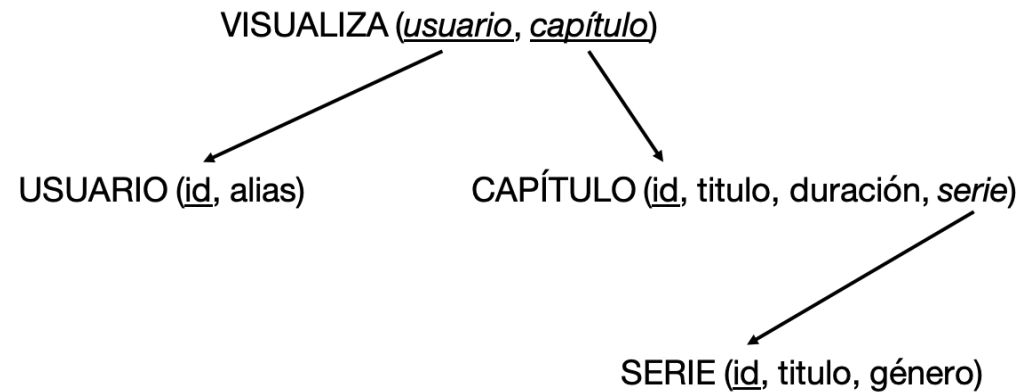 VISUALIZA (usuario, capítulo)
USUARIO (id, alias)
CAPÍTULO (id, titulo, duración, serie)
SERIE (id, titulo, género)